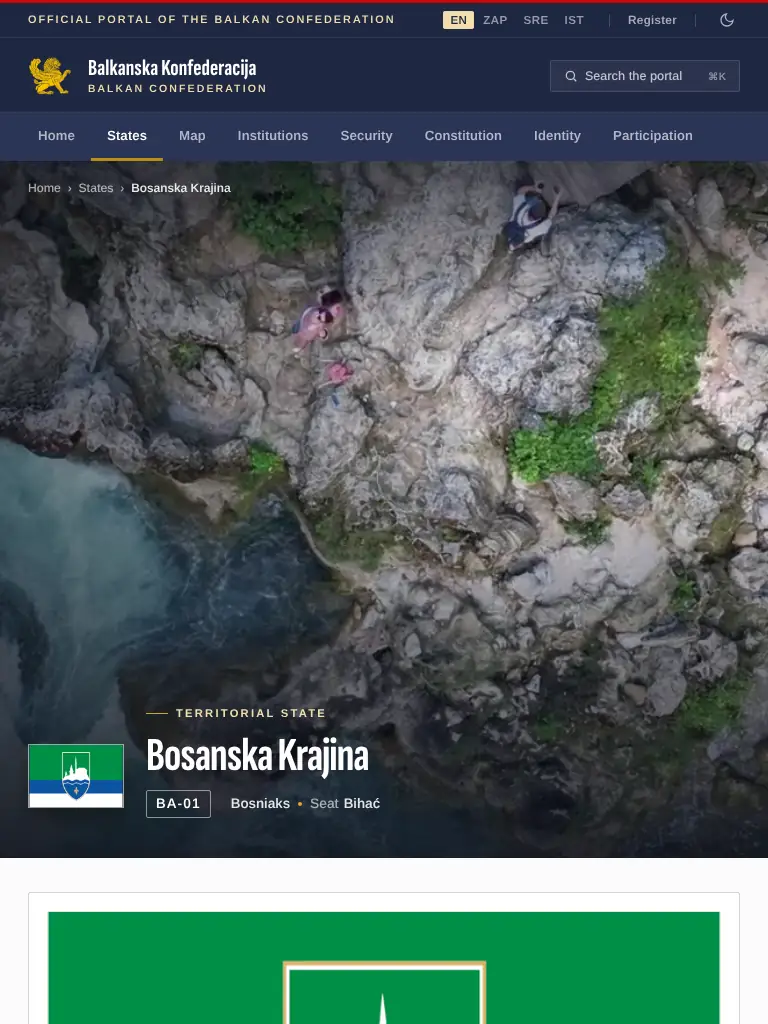 OFFICIAL PORTAL OF THE BALKAN CONFEDERATION
EN ZAP SRE IST Register
Balkanska Konfederacija
BALKAN CONFEDERATION
Search the portal ⌘K
Home States Map Institutions Security Constitution Identity Participation
Home › States › Bosanska Krajina
TERRITORIAL STATE
Bosanska Krajina
BA-01 Bosniaks • Seat Bihać